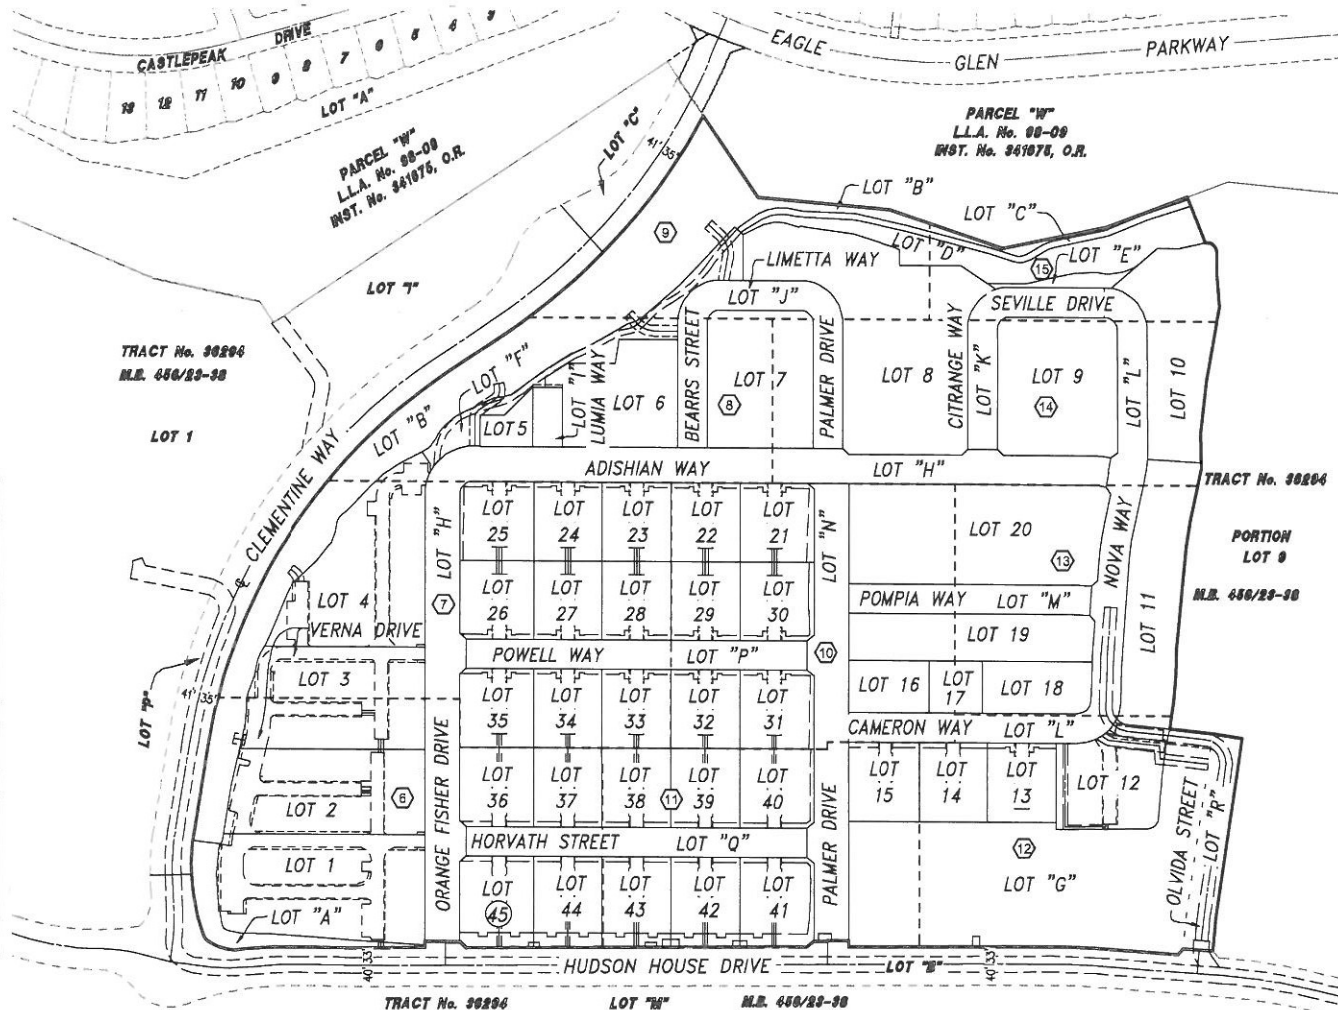 CASTLEPEAK DRIVE
13 12 11 10 9 8 7 6 5 4 3
LOT "A"
EAGLE GLEN PARKWAY
PARCEL "W"
L.L.A. No. 98-09
INST. No. 341675, O.R.
PARCEL "W"
L.L.A. No. 98-09
INST. No. 341675, O.R.
LOT "C"
41' 35'
LOT "B"
LOT "C"
LOT "D"
LOT "E"
9
15
LIMETTA WAY
LOT "J"
SEVILLE DRIVE
TRACT No. 36294
M.B. 456/23-38
LOT 1
CLEMENTINE WAY
LOT "B"
LOT "F"
LOT 5
LOT "I"
LUMIA WAY
LOT 6
BEARRS STREET
LOT 7
8
PALMER DRIVE
LOT 8
CITRANGE WAY
LOT "K"
LOT 9
14
LOT "L"
LOT 10
ADISHIAN WAY
LOT "H"
TRACT No. 36294
PORTION
LOT 9
M.B. 456/23-38
LOT "H"
7
LOT 25
LOT 24
LOT 23
LOT 22
LOT 21
LOT "N"
LOT 20
13
NOVA WAY
LOT 11
LOT 26
LOT 27
LOT 28
LOT 29
LOT 30
POMPIA WAY LOT "M"
LOT 4
VERNA DRIVE
POWELL WAY LOT "P"
10
LOT 19
LOT 3
LOT "P"
41' 35'
LOT 35
LOT 34
LOT 33
LOT 32
LOT 31
LOT 16
LOT 17
LOT 18
CAMERON WAY LOT "L"
ORANGE FISHER DRIVE
6
LOT 2
LOT 36
LOT 37
LOT 38
11
LOT 39
LOT 40
PALMER DRIVE
LOT 15
LOT 14
LOT 13
LOT 12
OLVIDA STREET
LOT "R"
HORVATH STREET LOT "Q"
12
LOT 1
LOT "A"
LOT 45
LOT 44
LOT 43
LOT 42
LOT 41
LOT "G"
40' 33'
HUDSON HOUSE DRIVE
40' 33'
TRACT No. 36294 LOT "M" M.B. 456/23-38